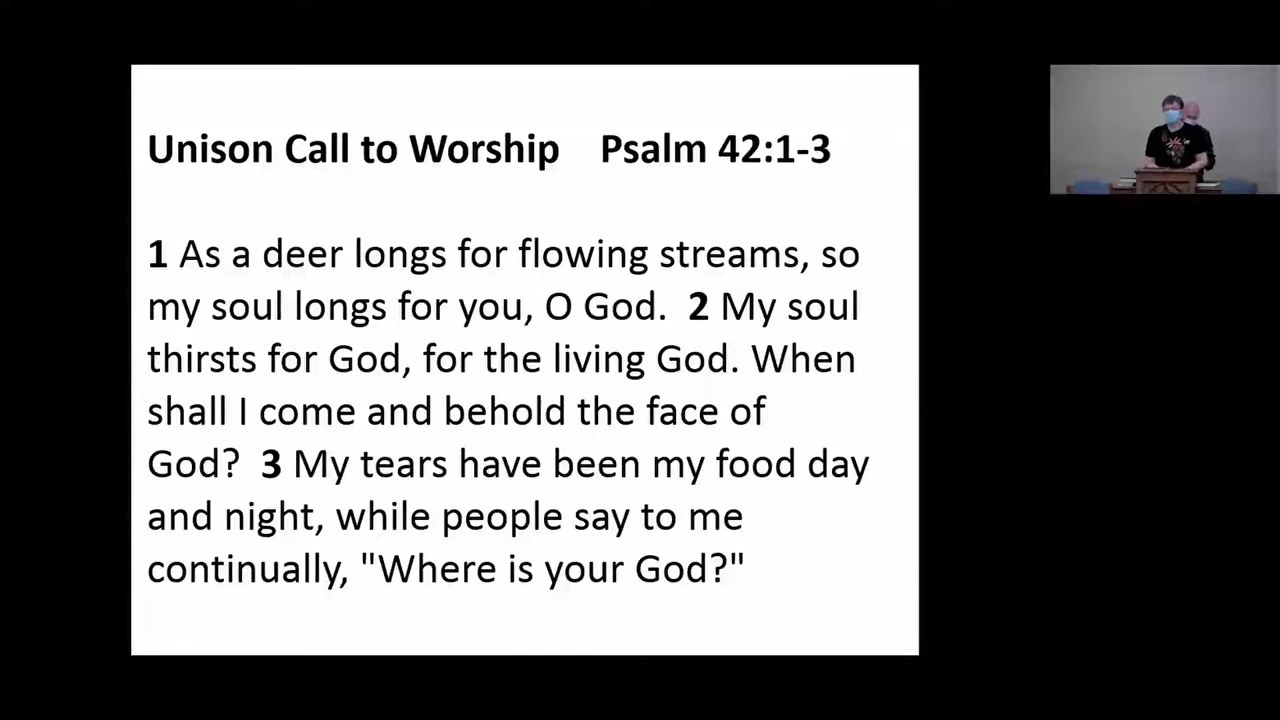 Unison Call to Worship Psalm 42:1-3
1 As a deer longs for flowing streams, so
my soul longs for you, O God. 2 My soul
thirsts for God, for the living God. When
shall I come and behold the face of
God? 3 My tears have been my food day
and night, while people say to me
continually, "Where is your God?"